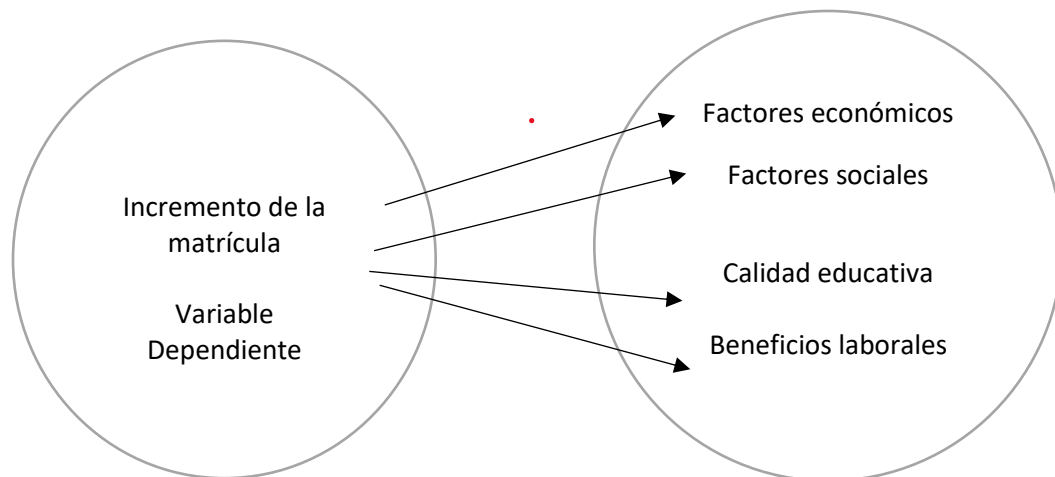 Incremento de la
matrícula
Variable
Dependiente
Factores económicos
Factores sociales
Calidad educativa
Beneficios laborales